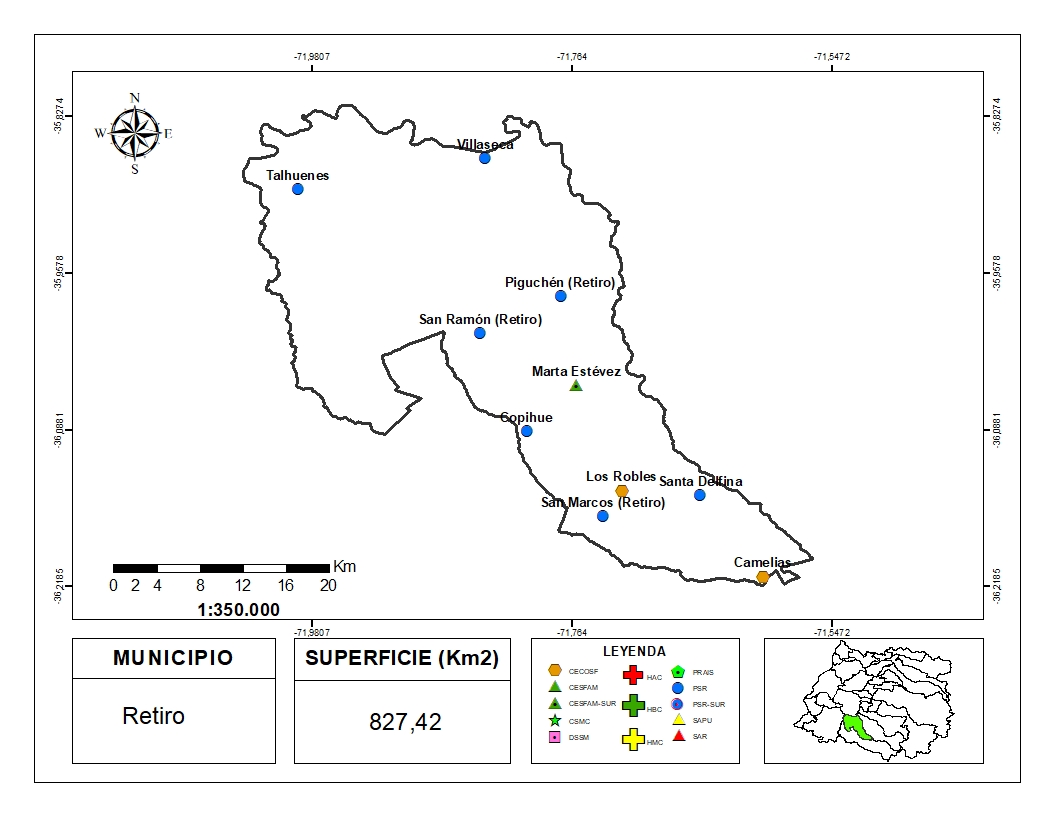 -71,9807 -71,764 -71,5472
-35,8274 -35,8274
N
W E
S
Villaseca
Talhuenes
-35,9578 -35,9578
Piguchén (Retiro)
San Ramón (Retiro)
Marta Estévez
Copihue
-36,0881 -36,0881
Los Robles
Santa Delfina
San Marcos (Retiro)
Camelias
-36,2185 -36,2185
Km
0 2 4 8 12 16 20
1:350.000
-71,9807 -71,764 -71,5472
MUNICIPIO
Retiro
SUPERFICIE (Km2)
827,42
LEYENDA
CECOSF
CESFAM
CESFAM-SUR
CSMC
DSSM
HAC
HBC
HMC
PRAIS
PSR
PSR-SUR
SAPU
SAR